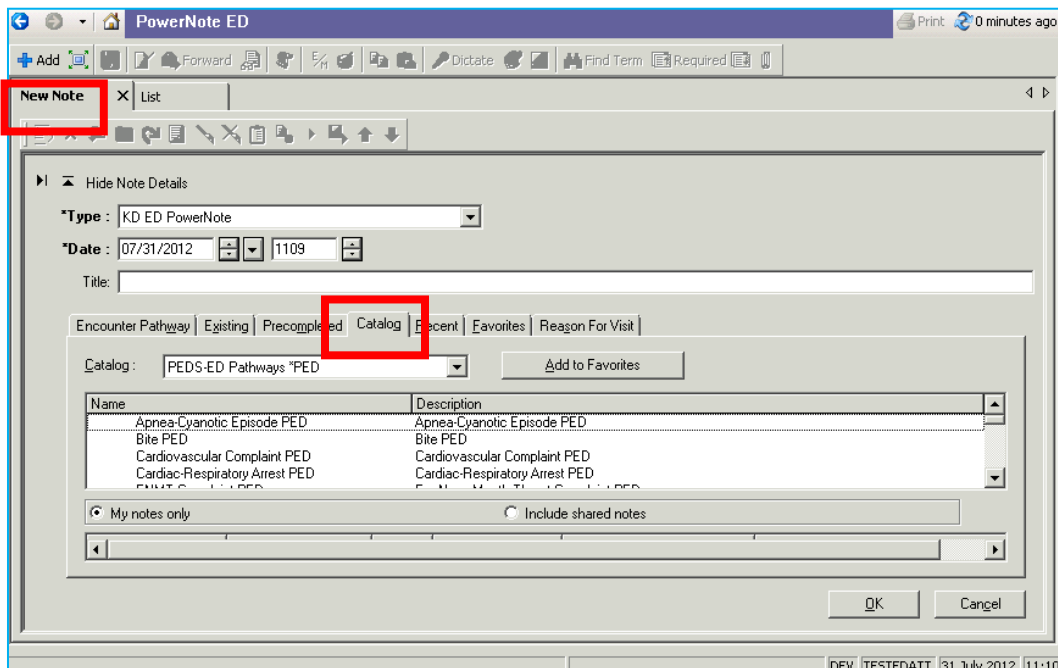 PowerNote ED Print 0 minutes ago
Add Forward E/M Dictate Find Term Required
New Note List
Hide Note Details
*Type : KD ED PowerNote
*Date : 07/31/2012 1109
Title:
Encounter Pathway Existing Precompleted Catalog Recent Favorites Reason For Visit
Catalog : PEDS-ED Pathways *PED Add to Favorites
Name Description
Apnea-Cyanotic Episode PED Apnea-Cyanotic Episode PED
Bite PED Bite PED
Cardiovascular Complaint PED Cardiovascular Complaint PED
Cardiac-Respiratory Arrest PED Cardiac-Respiratory Arrest PED
My notes only Include shared notes
OK Cancel
DEV TESTEDATT 31 July 2012 11:10